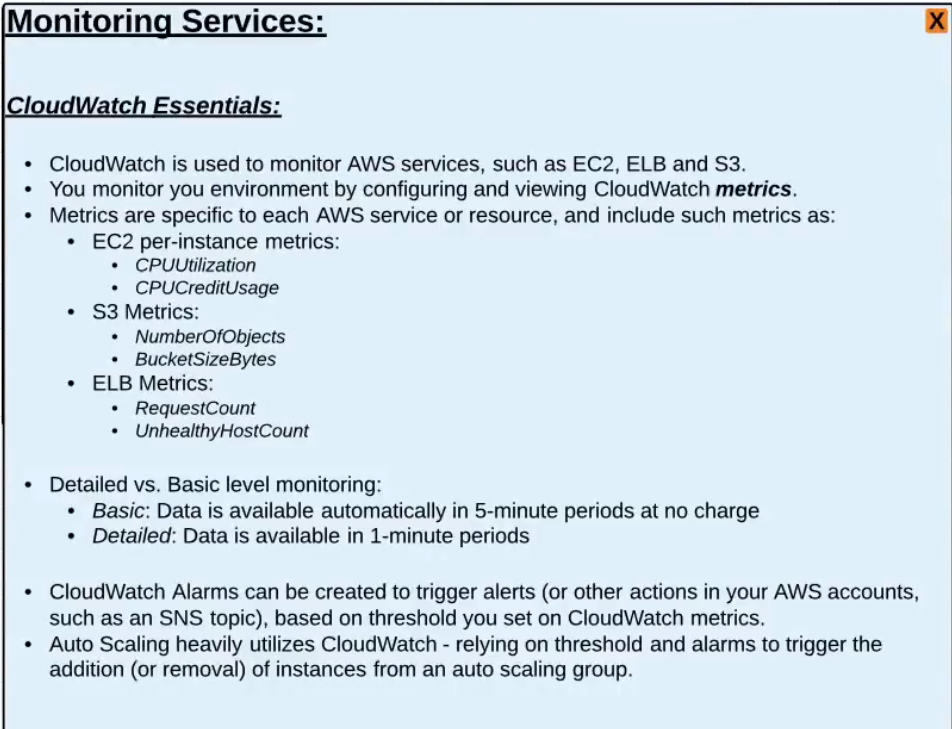 Monitoring Services:
X
CloudWatch Essentials:
• CloudWatch is used to monitor AWS services, such as EC2, ELB and S3.
• You monitor you environment by configuring and viewing CloudWatch metrics.
• Metrics are specific to each AWS service or resource, and include such metrics as:
• EC2 per-instance metrics:
• CPUUtilization
• CPUCreditUsage
• S3 Metrics:
• NumberOfObjects
• BucketSizeBytes
• ELB Metrics:
• RequestCount
• UnhealthyHostCount
• Detailed vs. Basic level monitoring:
• Basic: Data is available automatically in 5-minute periods at no charge
• Detailed: Data is available in 1-minute periods
• CloudWatch Alarms can be created to trigger alerts (or other actions in your AWS accounts,
such as an SNS topic), based on threshold you set on CloudWatch metrics.
• Auto Scaling heavily utilizes CloudWatch - relying on threshold and alarms to trigger the
addition (or removal) of instances from an auto scaling group.